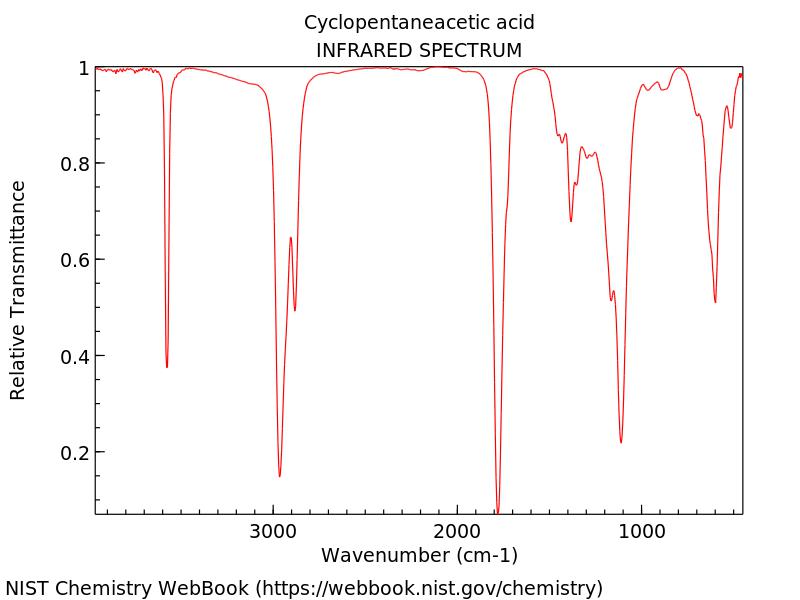 Cyclopentaneacetic acid
INFRARED SPECTRUM
1
0.8
0.6
0.4
0.2
Relative Transmittance
3000 2000 1000
Wavenumber (cm-1)
NIST Chemistry WebBook (https://webbook.nist.gov/chemistry)